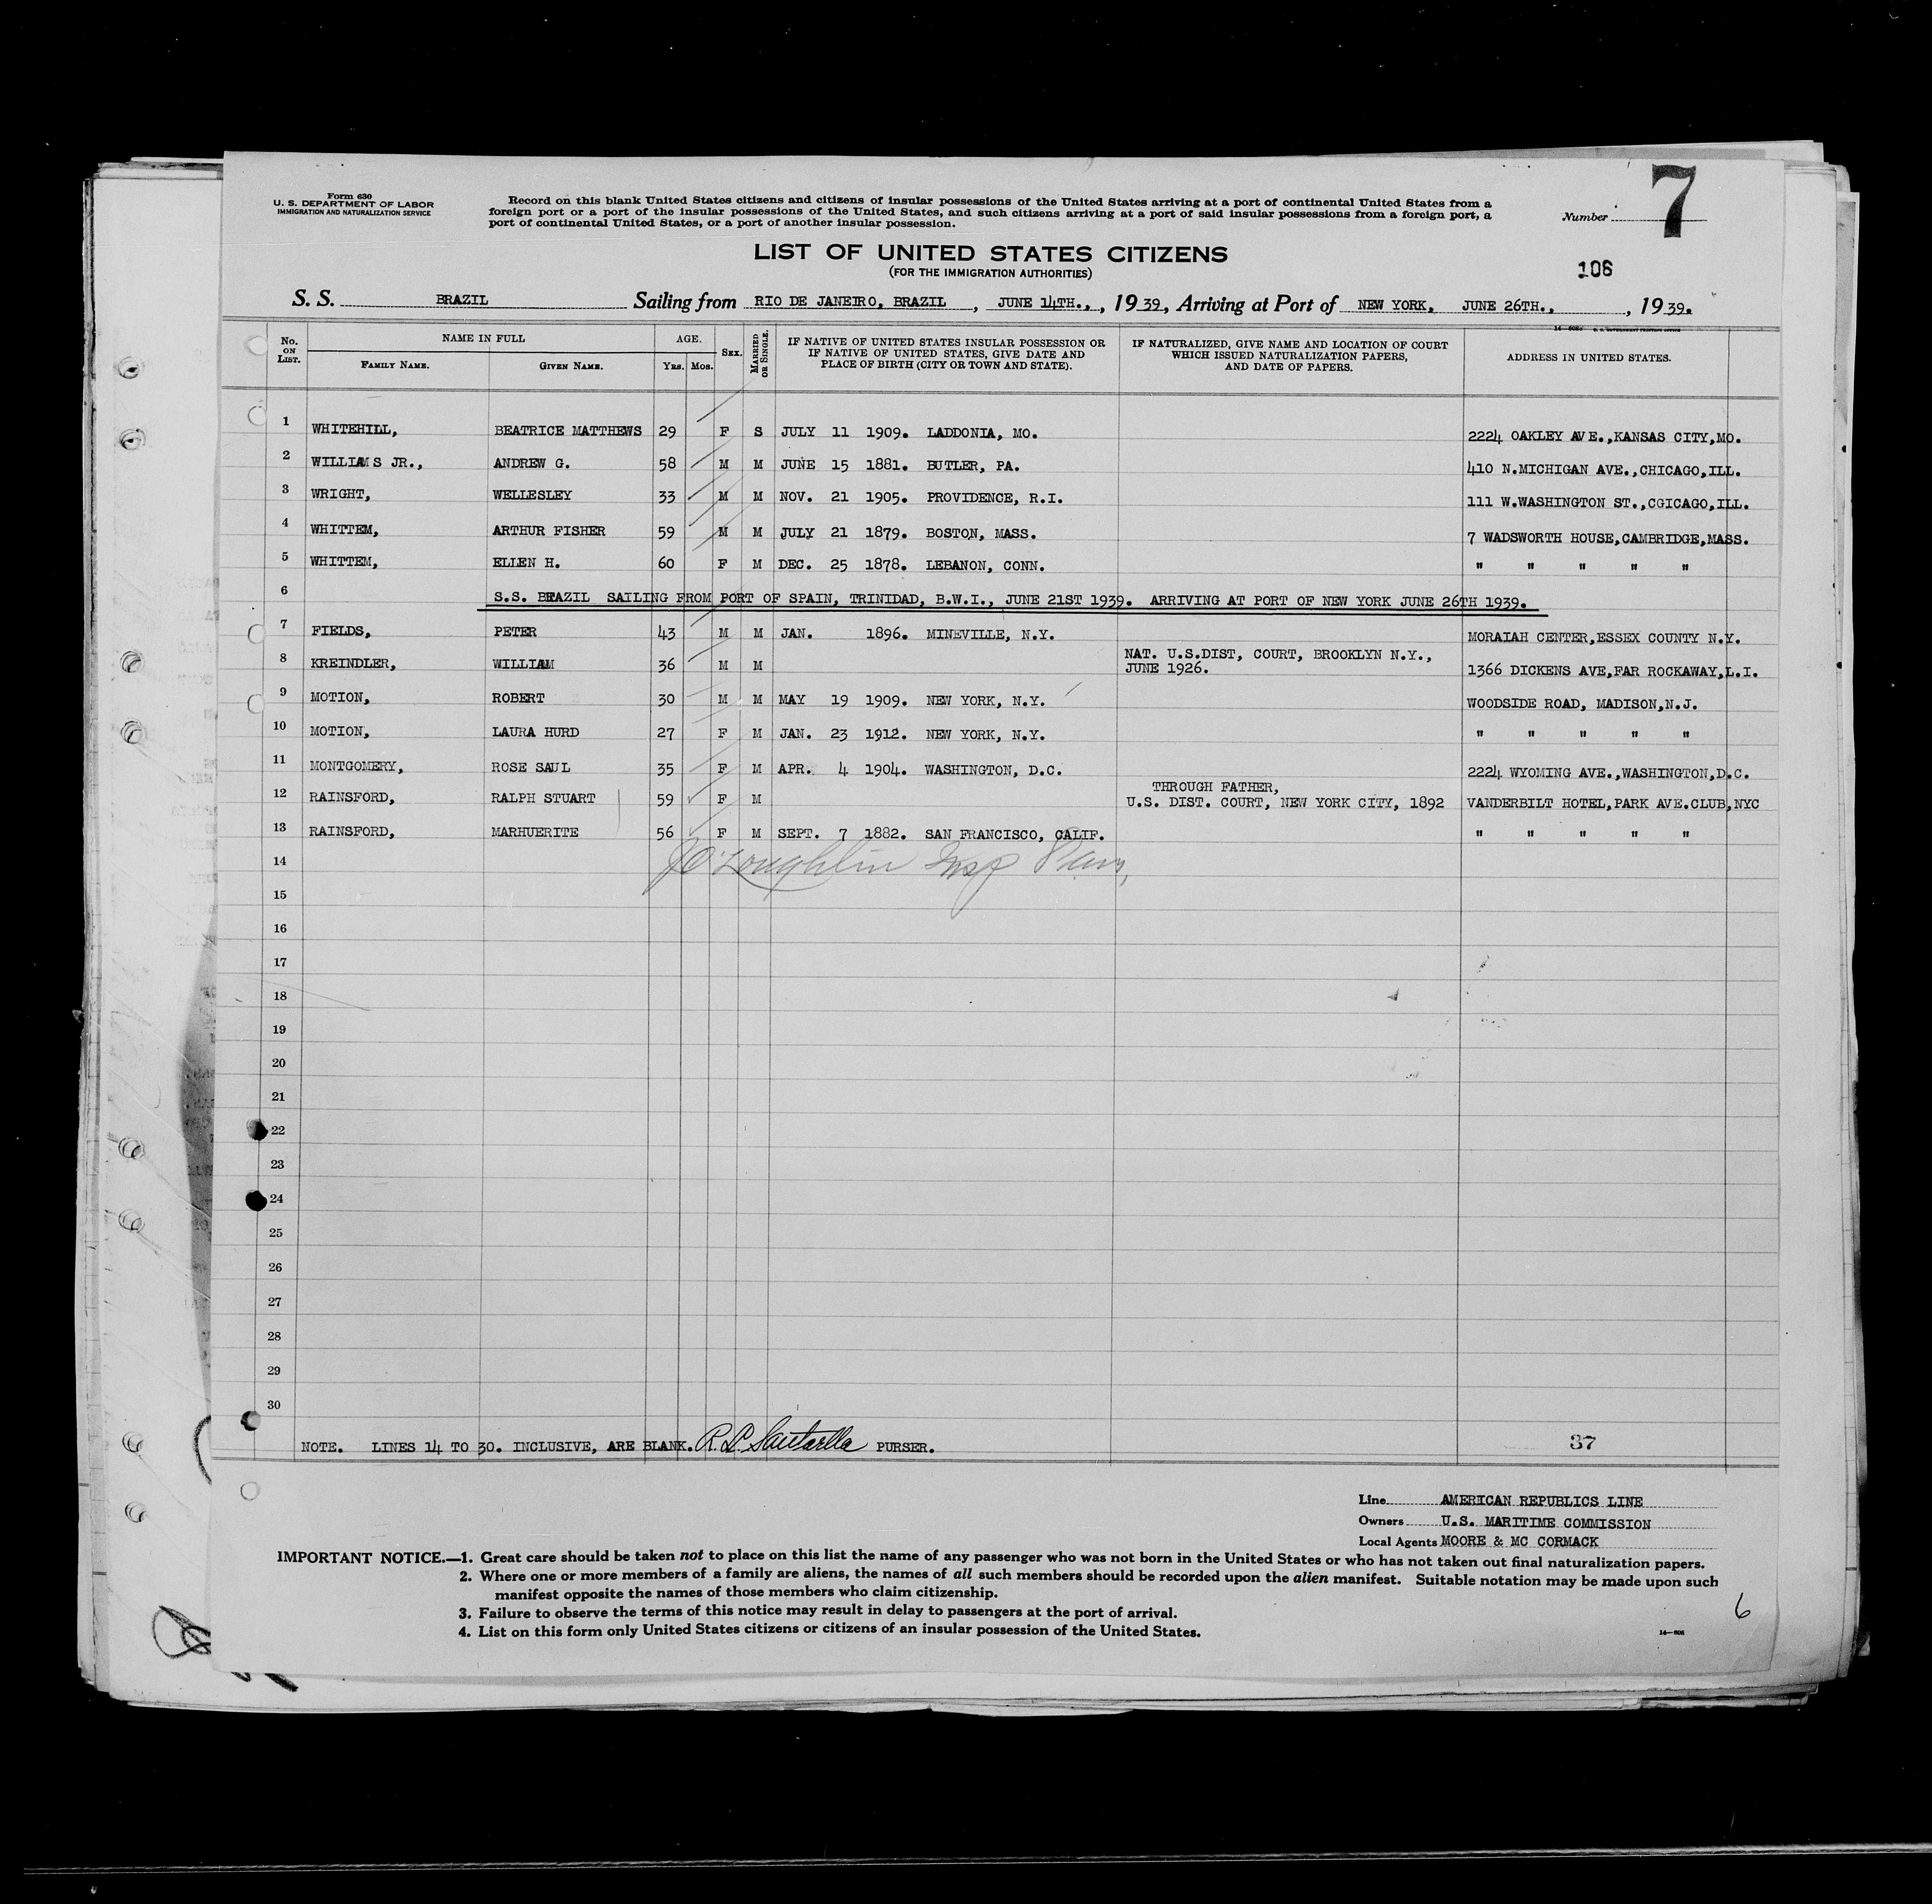 Form 630
U. S. DEPARTMENT OF LABOR
IMMIGRATION AND NATURALIZATION SERVICE
Record on this blank United States citizens and citizens of insular possessions of the United States arriving at a port of continental United States from a
foreign port or a port of the insular possessions of the United States, and such citizens arriving at a port of said insular possessions from a foreign port, a
port of continental United States, or a port of another insular possession.
Number 7
LIST OF UNITED STATES CITIZENS
(FOR THE IMMIGRATION AUTHORITIES)
106
S. S. BRAZIL Sailing from RIO DE JANEIRO, BRAZIL, JUNE 14TH., , 19 39, Arriving at Port of NEW YORK, JUNE 26TH., , 19 39.
No. ON LIST. NAME IN FULL FAMILY NAME. GIVEN NAME. AGE. YRS. MOS. SEX. MARRIED OR SINGLE. IF NATIVE OF UNITED STATES INSULAR POSSESSION OR IF NATIVE OF UNITED STATES, GIVE DATE AND PLACE OF BIRTH (CITY OR TOWN AND STATE). IF NATURALIZED, GIVE NAME AND LOCATION OF COURT WHICH ISSUED NATURALIZATION PAPERS, AND DATE OF PAPERS. ADDRESS IN UNITED STATES.
1 WHITEHILL, BEATRICE MATTHEWS 29 F S JULY 11 1909. LADDONIA, MO. 2224 OAKLEY AVE.,KANSAS CITY,MO.
2 WILLIAMS JR., ANDREW G. 58 M M JUNE 15 1881. BUTLER, PA. 410 N.MICHIGAN AVE.,CHICAGO,ILL.
3 WRIGHT, WELLESLEY 33 M M NOV. 21 1905. PROVIDENCE, R.I. 111 W.WASHINGTON ST.,CGICAGO,ILL.
4 WHITTEM, ARTHUR FISHER 59 M M JULY 21 1879. BOSTON, MASS. 7 WADSWORTH HOUSE,CAMBRIDGE,MASS.
5 WHITTEM, ELLEN H. 60 F M DEC. 25 1878. LEBANON, CONN. " " " " "
6 S.S. BRAZIL SAILING FROM PORT OF SPAIN, TRINIDAD, B.W.I., JUNE 21ST 1939. ARRIVING AT PORT OF NEW YORK JUNE 26TH 1939.
7 FIELDS, PETER 43 M M JAN. 1896. MINEVILLE, N.Y. MORAIAH CENTER,ESSEX COUNTY N.Y.
8 KREINDLER, WILLIAM 36 M M NAT. U.S.DIST, COURT, BROOKLYN N.Y., JUNE 1926. 1366 DICKENS AVE,FAR ROCKAWAY,L.I.
9 MOTION, ROBERT 30 M M MAY 19 1909. NEW YORK, N.Y. WOODSIDE ROAD, MADISON,N.J.
10 MOTION, LAURA HURD 27 F M JAN. 23 1912. NEW YORK, N.Y. " " " " "
11 MONTGOMERY, ROSE SAUL 35 F M APR. 4 1904. WASHINGTON, D.C. 2224 WYOMING AVE.,WASHINGTON,D.C.
12 RAINSFORD, RALPH STUART 59 F M THROUGH FATHER, U.S. DIST. COURT, NEW YORK CITY, 1892 VANDERBILT HOTEL,PARK AVE.CLUB,NYC
13 RAINSFORD, MARHUERITE 56 F M SEPT. 7 1882. SAN FRANCISCO, CALIF. " " " " "
14 O'Loughlin Insp
15
16
17
18
19
20
21
22
23
24
25
26
27
28
29
30
NOTE. LINES 14 TO 30. INCLUSIVE, ARE BLANK. PURSER. 37
Line AMERICAN REPUBLICS LINE
Owners U.S. MARITIME COMMISSION
Local Agents MOORE & MC CORMACK
IMPORTANT NOTICE.—1. Great care should be taken not to place on this list the name of any passenger who was not born in the United States or who has not taken out final naturalization papers.
2. Where one or more members of a family are aliens, the names of all such members should be recorded upon the alien manifest. Suitable notation may be made upon such
manifest opposite the names of those members who claim citizenship.
3. Failure to observe the terms of this notice may result in delay to passengers at the port of arrival.
4. List on this form only United States citizens or citizens of an insular possession of the United States.
6